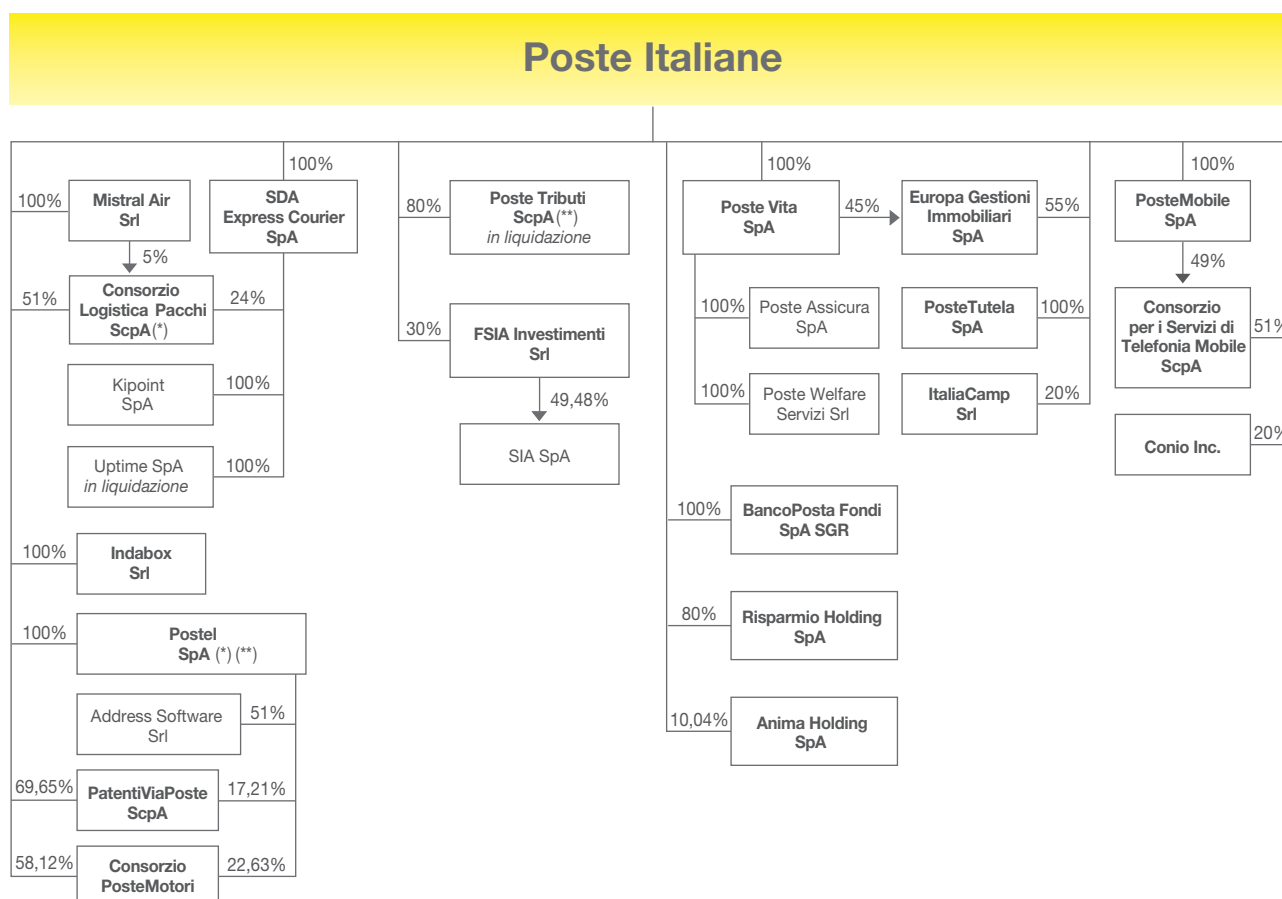 Poste Italiane
100%
Mistral Air
Srl
5%
51%
Consorzio
Logistica Pacchi
ScpA(*)
24%
100%
SDA
Express Courier
SpA
Kipoint
SpA
100%
Uptime SpA
in liquidazione
100%
100%
Indabox
Srl
100%
Postel
SpA (*) (**)
Address Software
Srl
51%
69,65%
PatentiViaPoste
ScpA
17,21%
58,12%
Consorzio
PosteMotori
22,63%
80%
Poste Tributi
ScpA(**)
in liquidazione
30%
FSIA Investimenti
Srl
49,48%
SIA SpA
100%
Poste Vita
SpA
45%
Europa Gestioni
Immobiliari
SpA
55%
100%
Poste Assicura
SpA
PosteTutela
SpA
100%
100%
Poste Welfare
Servizi Srl
ItaliaCamp
Srl
20%
100%
BancoPosta Fondi
SpA SGR
80%
Risparmio Holding
SpA
10,04%
Anima Holding
SpA
100%
PosteMobile
SpA
49%
Consorzio
per i Servizi di
Telefonia Mobile
ScpA
51%
Conio Inc.
20%